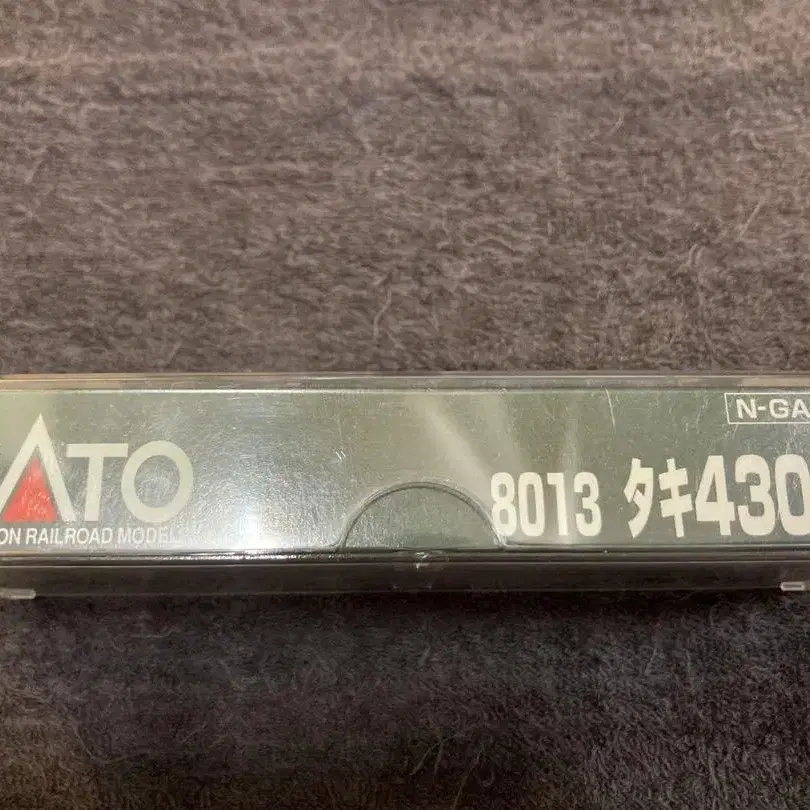 N-GA
ATO
8013 タキ430
ON RAILROAD MODEL